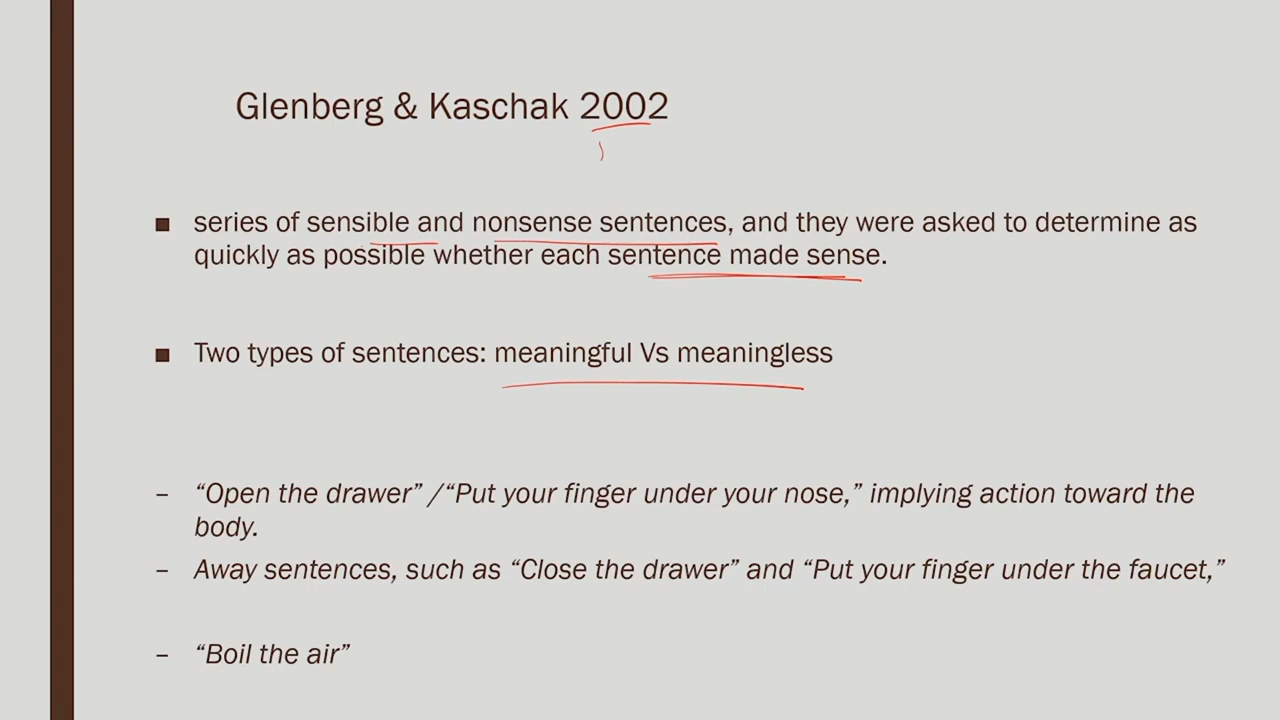 Glenberg & Kaschak 2002
■ series of sensible and nonsense sentences, and they were asked to determine as
quickly as possible whether each sentence made sense.
■ Two types of sentences: meaningful Vs meaningless
– “Open the drawer” /“Put your finger under your nose,” implying action toward the
body.
– Away sentences, such as “Close the drawer” and “Put your finger under the faucet,”
– “Boil the air”